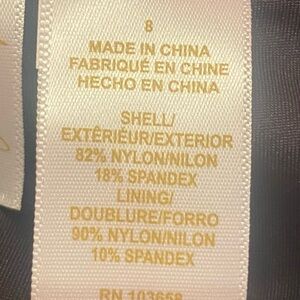 8
MADE IN CHINA
FABRIQUÉ EN CHINE
HECHO EN CHINA
SHELL/
EXTÉRIEUR/EXTERIOR
82% NYLON/NILON
18% SPANDEX
LINING/
DOUBLURE/FORRO
90% NYLON/NILON
10% SPANDEX
RN 103658